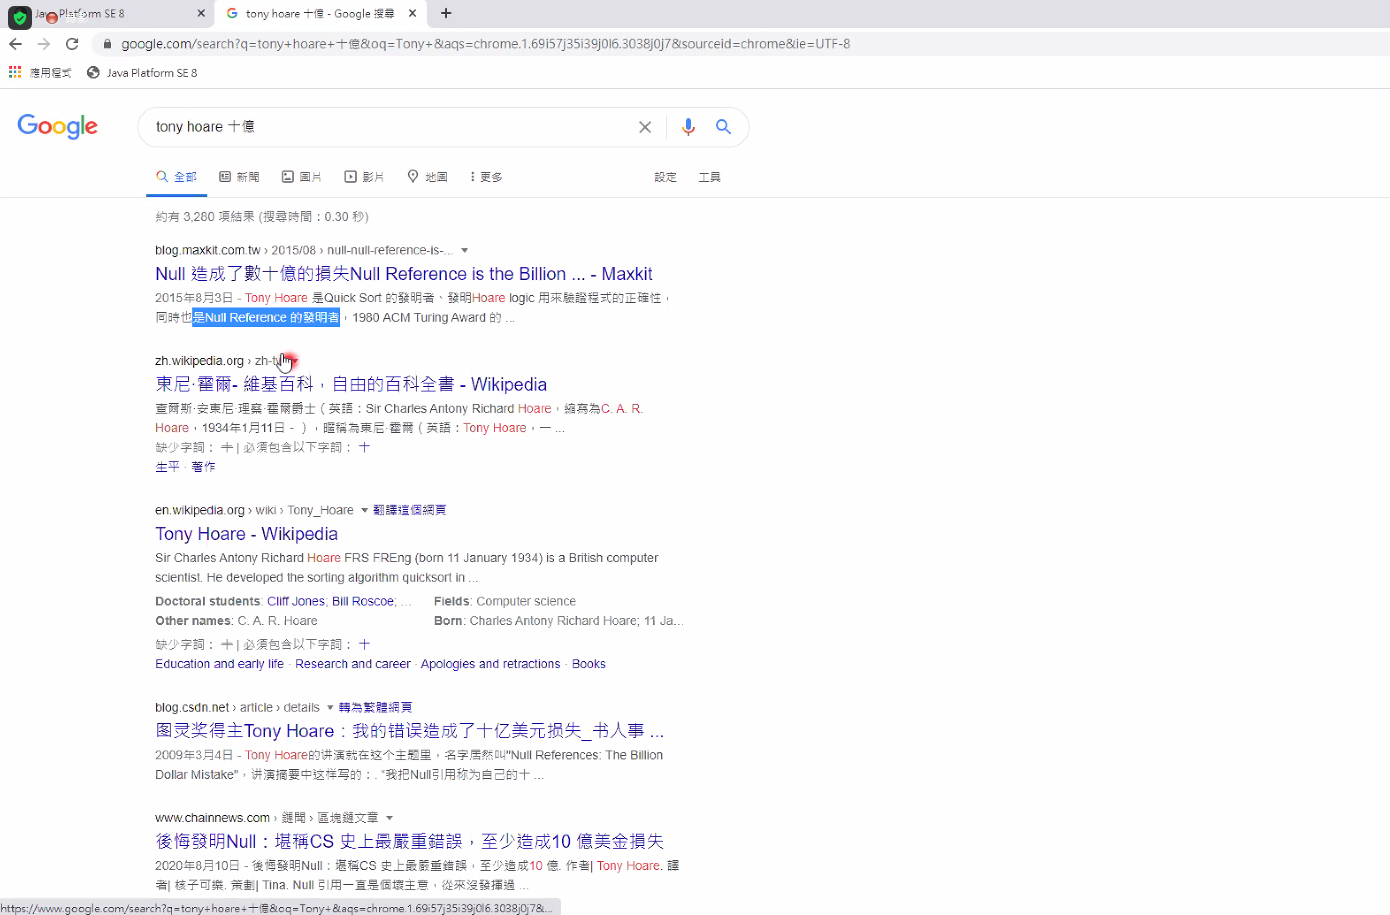 Java Platform SE 8
tony hoare 十億 - Google 搜尋
google.com/search?q=tony+hoare+十億&oq=Tony+&aqs=chrome.1.69i57j35i39j0l6.3038j0j7&sourceid=chrome&ie=UTF-8
應用程式 Java Platform SE 8
Google
tony hoare 十億
全部 新聞 圖片 影片 地圖 更多 設定 工具
約有 3,280 項結果 (搜尋時間：0.30 秒)
blog.maxkit.com.tw › 2015/08 › null-null-reference-is-...
Null 造成了數十億的損失Null Reference is the Billion ... - Maxkit
2015年8月3日 - Tony Hoare 是Quick Sort 的發明者、發明Hoare logic 用來驗證程式的正確性，
同時也是Null Reference 的發明者，1980 ACM Turing Award 的 ...
zh.wikipedia.org › zh-tw
東尼·霍爾- 維基百科，自由的百科全書 - Wikipedia
查爾斯·安東尼·理察·霍爾爵士（英語：Sir Charles Antony Richard Hoare，縮寫為C. A. R.
Hoare，1934年1月11日－），暱稱為東尼·霍爾（英語：Tony Hoare，一 ...
缺少字詞： 十 | 必須包含以下字詞： 十
生平 · 著作
en.wikipedia.org › wiki › Tony_Hoare 翻譯這個網頁
Tony Hoare - Wikipedia
Sir Charles Antony Richard Hoare FRS FREng (born 11 January 1934) is a British computer
scientist. He developed the sorting algorithm quicksort in ...
Doctoral students: Cliff Jones; Bill Roscoe; ... Fields: Computer science
Other names: C. A. R. Hoare Born: Charles Antony Richard Hoare; 11 Ja...
缺少字詞： 十 | 必須包含以下字詞： 十
Education and early life · Research and career · Apologies and retractions · Books
blog.csdn.net › article › details 轉為繁體網頁
图灵奖得主Tony Hoare：我的错误造成了十亿美元损失_书人事 ...
2009年3月4日 - Tony Hoare的讲演就在这个主题里，名字居然叫"Null References: The Billion
Dollar Mistake"，讲演摘要中这样写的：. “我把Null引用称为自己的十 ...
www.chainnews.com › 鏈聞 › 區塊鏈文章
後悔發明Null：堪稱CS 史上最嚴重錯誤，至少造成10 億美金損失
2020年8月10日 - 後悔發明Null：堪稱CS 史上最嚴重錯誤，至少造成10 億. 作者| Tony Hoare. 譯
者| 核子可樂. 策劃| Tina. Null 引用一直是個壞主意，從來沒發揮過 ...
https://www.google.com/search?q=tony+hoare+十億&oq=Tony+&aqs=chrome.1.69i57j35i39j0l6.3038j0j7&...